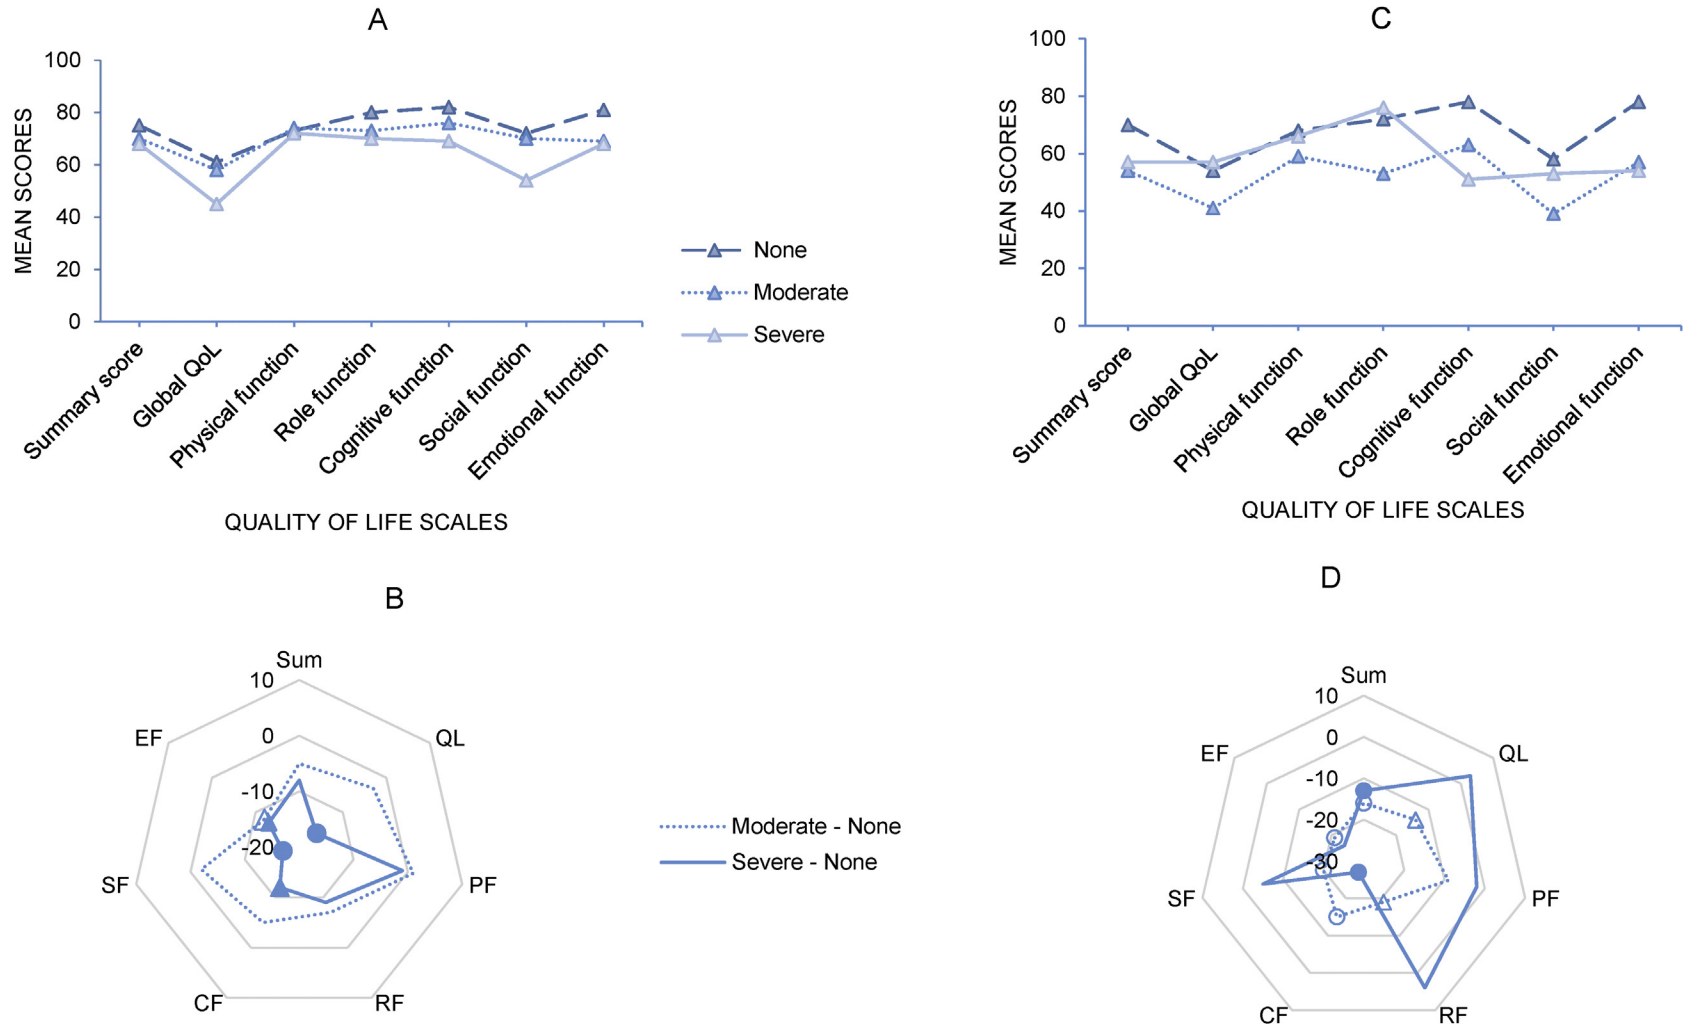 A
100
80
60
40
20
0
MEAN SCORES
Summary score
Global QoL
Physical function
Role function
Cognitive function
Social function
Emotional function
QUALITY OF LIFE SCALES
None
Moderate
Severe
C
100
80
60
40
20
0
MEAN SCORES
Summary score
Global QoL
Physical function
Role function
Cognitive function
Social function
Emotional function
QUALITY OF LIFE SCALES
B
Sum
10
0
-10
-20
QL
PF
RF
CF
SF
EF
Moderate - None
Severe - None
D
Sum
10
0
-10
-20
-30
QL
PF
RF
CF
SF
EF